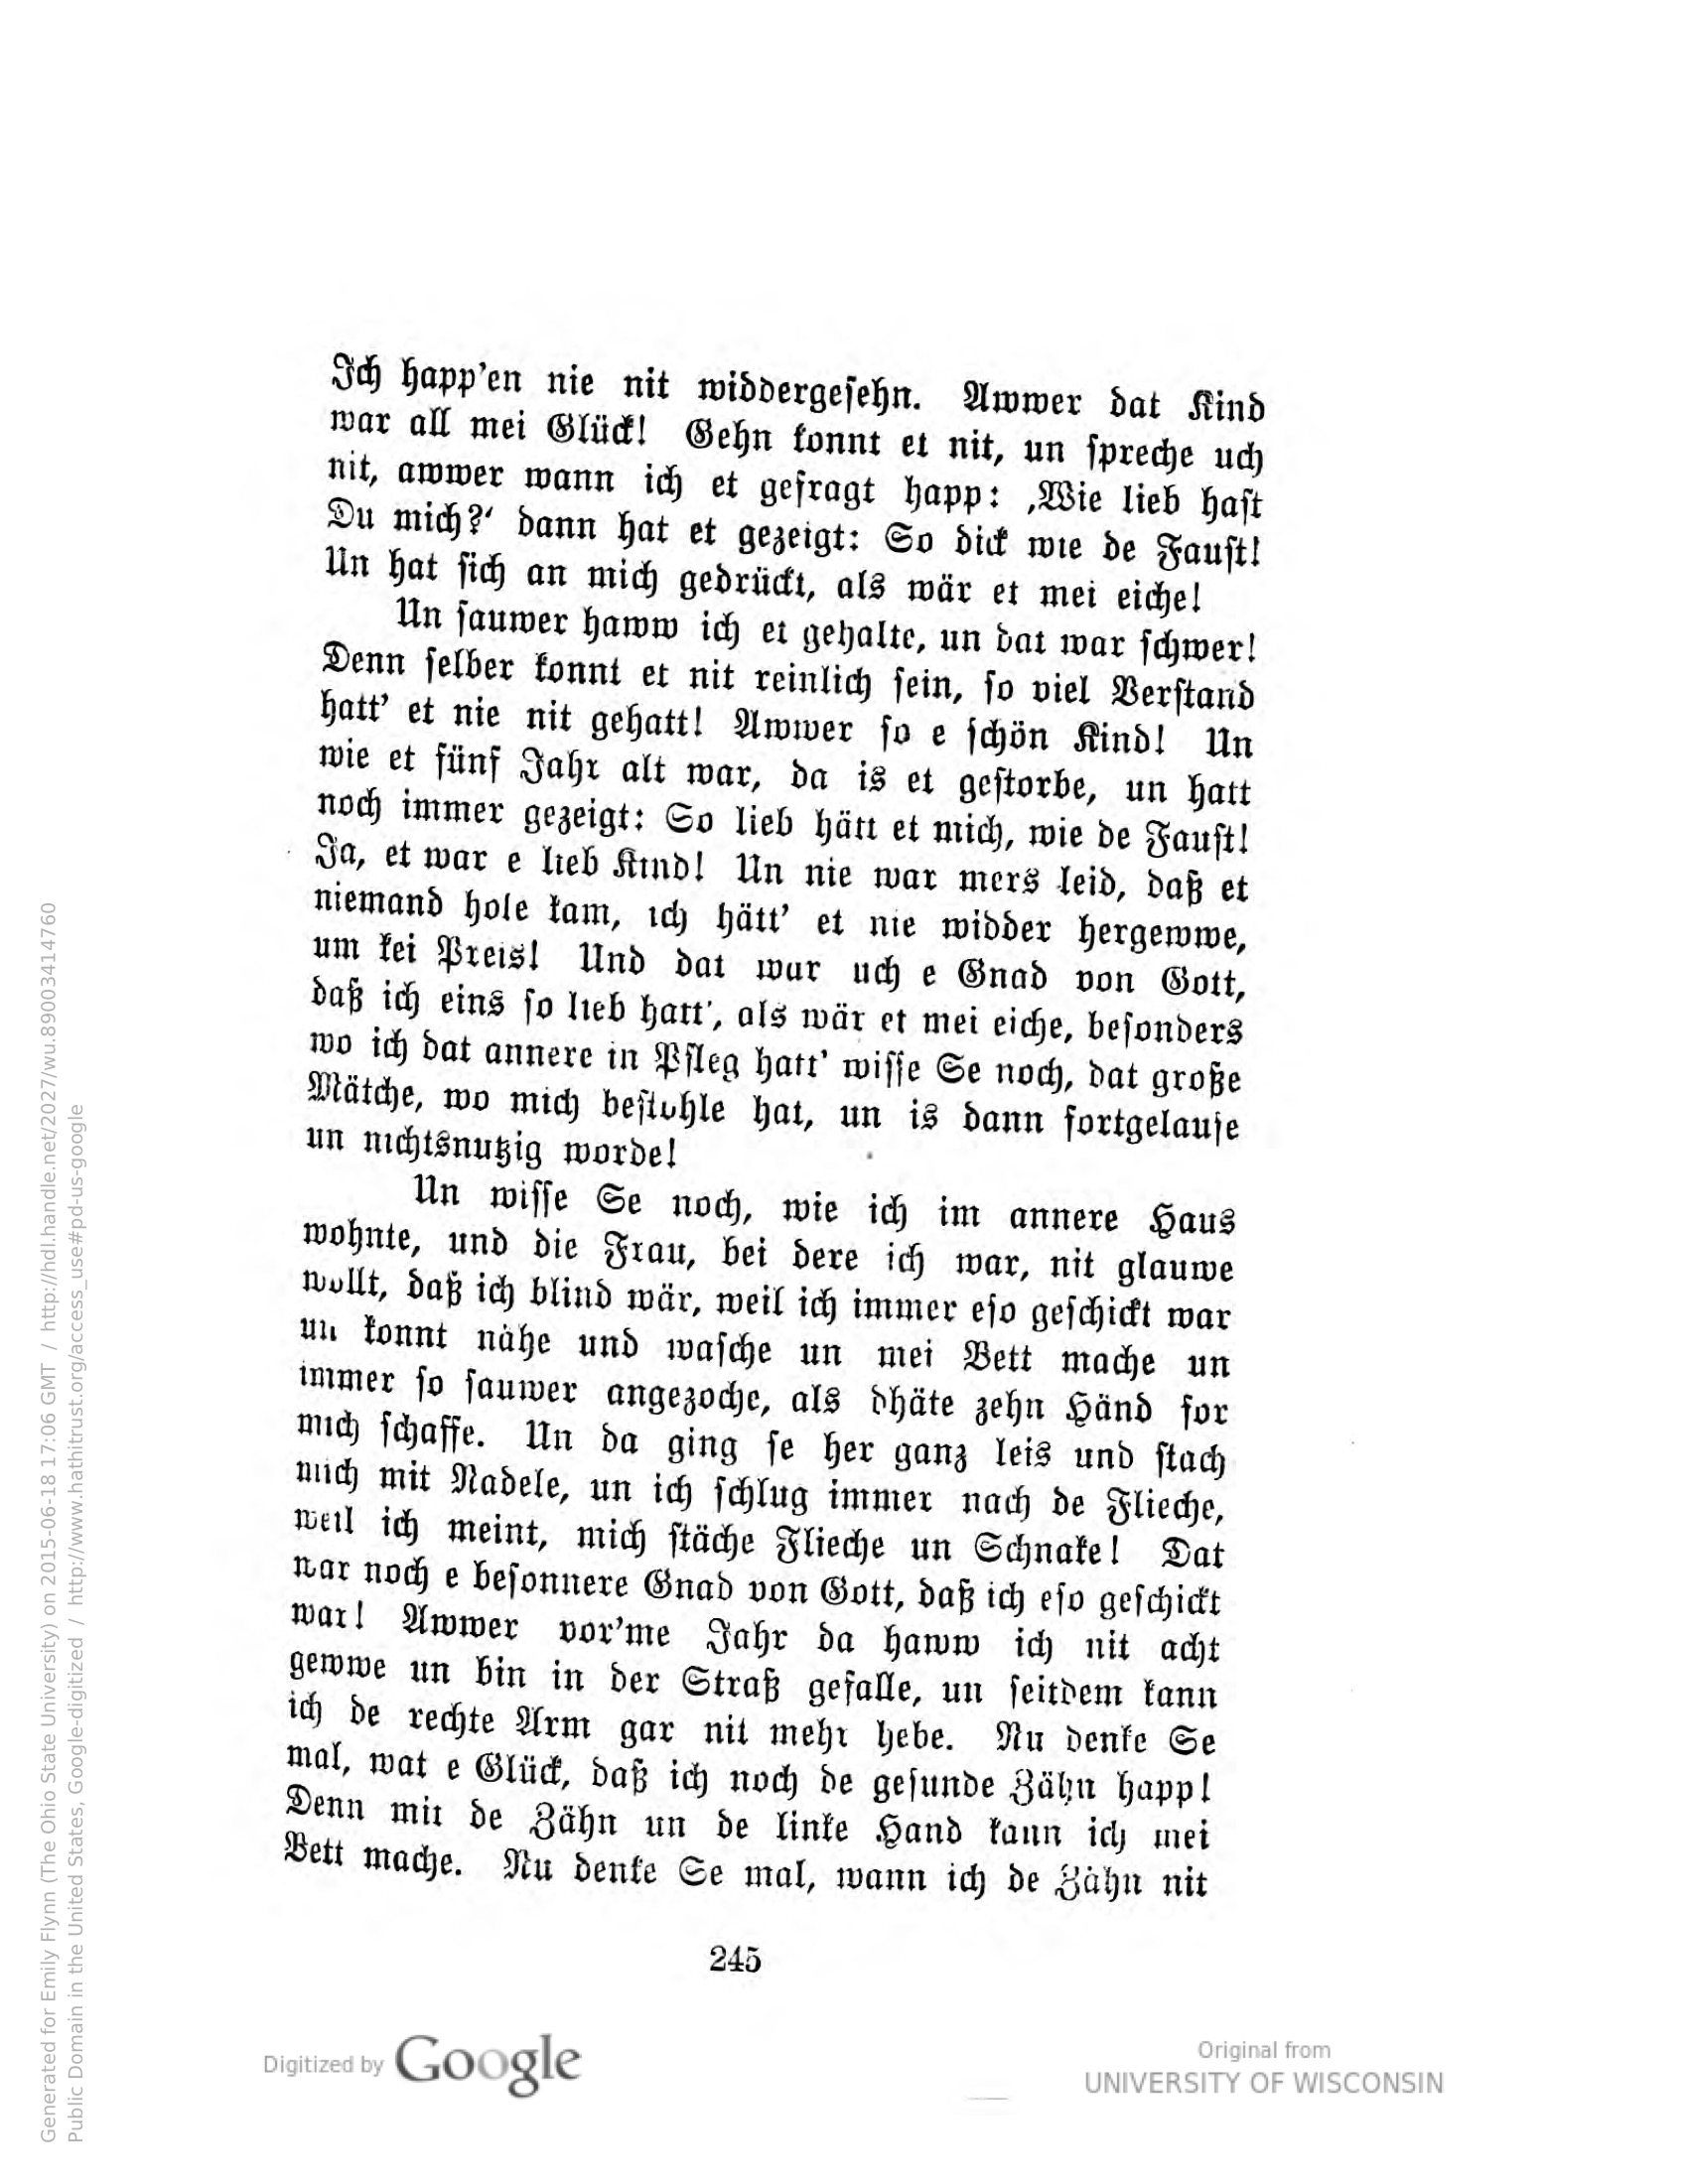 Ich happ'en nie nit widdergesehn. Awwer dat Kind
war all mei Glück! Gehn konnt et nit, un spreche uch
nit, awwer wann ich et gefragt happ: ‚Wie lieb hast
Du mich?‘ dann hat et gezeigt: So dick wie de Faust!
Un hat sich an mich gedrückt, als wär et mei eiche!
Un sauwer haww ich et gehalte, un dat war schwer!
Denn selber konnt et nit reinlich sein, so viel Verstand
hatt' et nie nit gehatt! Awwer so e schön Kind! Un
wie et fünf Jahr alt war, da is et gestorbe, un hatt
noch immer gezeigt: So lieb hätt et mich, wie de Faust!
Ja, et war e lieb Kind! Un nie war mers leid, daß et
niemand hole kam, ich hätt' et nie widder hergewwe,
um kei Preis! Und dat war uch e Gnad von Gott,
daß ich eins so lieb hatt', als wär et mei eiche, besonders
wo ich dat annere in Pfleg hatt' wisse Se noch, dat große
Mätche, wo mich bestohle hat, un is dann fortgelaufe
un nichtsnutzig worde!
Un wisse Se noch, wie ich im annere Haus
wohnte, und die Frau, bei dere ich war, nit glauwe
wollt, daß ich blind wär, weil ich immer eso geschickt war
un konnt nähe und wasche un mei Bett mache un
immer so sauwer angezoche, als dhäte zehn Händ for
mich schaffe. Un da ging se her ganz leis und stach
mich mit Nadele, un ich schlug immer nach de Flieche,
weil ich meint, mich stäche Flieche un Schnake! Dat
war noch e besonnere Gnad von Gott, daß ich eso geschickt
war! Awwer vor'me Jahr da haww ich nit acht
gewwe un bin in der Straß gefalle, un seitdem kann
ich de rechte Arm gar nit mehr hebe. Nu denke Se
mal, wat e Glück, daß ich noch de gesunde Zähn happ!
Denn mit de Zähn un de linke Hand kann ich mei
Bett mache. Nu denke Se mal, wann ich de Zähn nit
245
Digitized by Google
Original from
UNIVERSITY OF WISCONSIN
Generated for Emily Flynn (The Ohio State University) on 2015-06-18 17:06 GMT / http://hdl.handle.net/2027/wu.89003414760
Public Domain in the United States, Google-digitized / http://www.hathitrust.org/access_use#pd-us-google